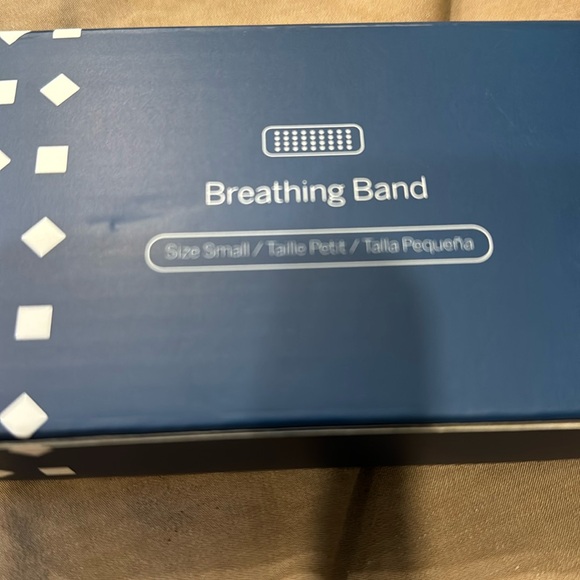 Breathing Band
Size Small / Taille Petit / Talla Pequeña